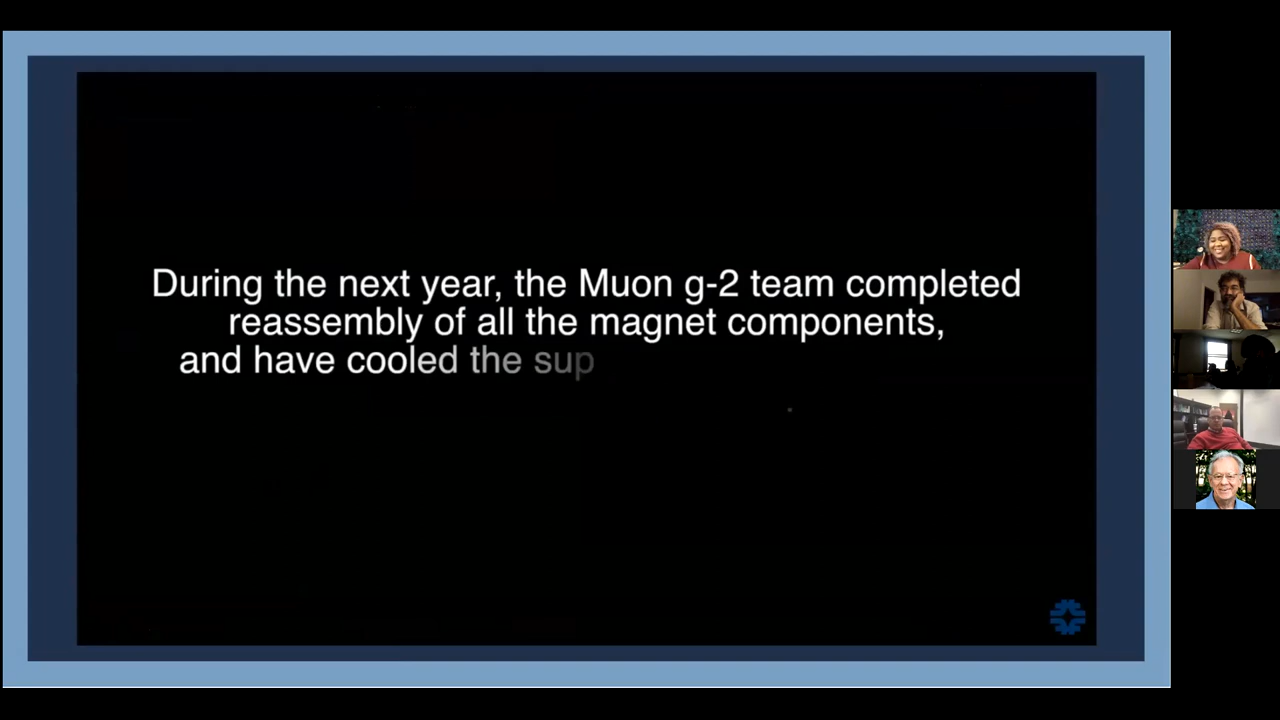 During the next year, the Muon g-2 team completed
reassembly of all the magnet components,
and have cooled the sup